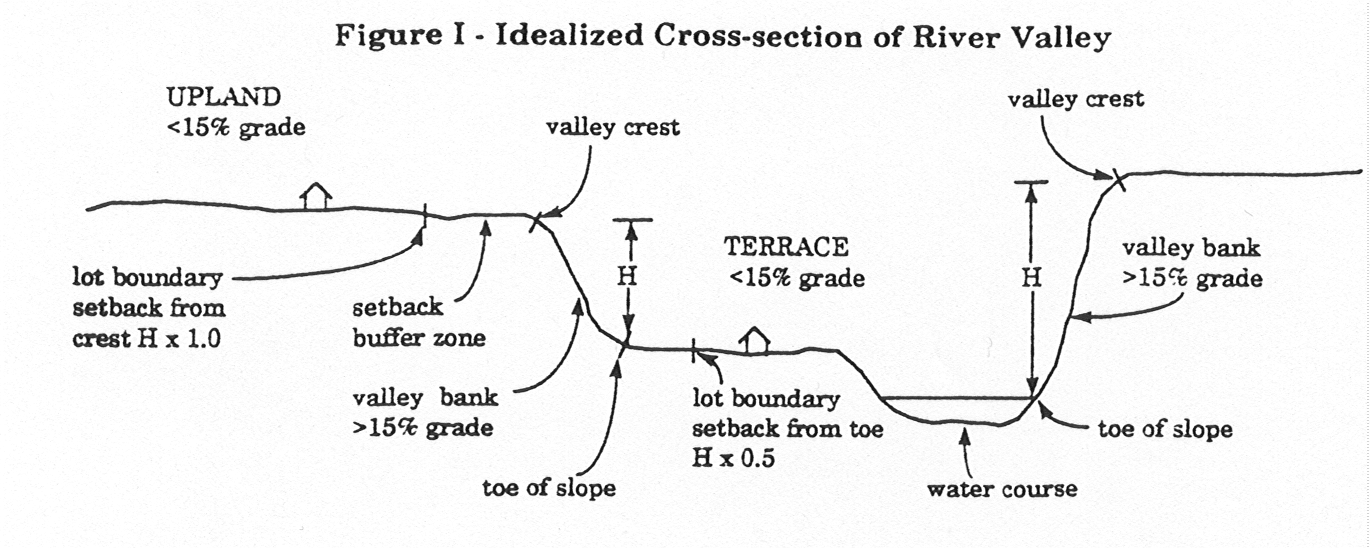 Figure I - Idealized Cross-section of River Valley
UPLAND
<15% grade
valley crest
valley crest
lot boundary
setback from
crest H x 1.0
setback
buffer zone
valley bank
>15% grade
toe of slope
H
TERRACE
<15% grade
lot boundary
setback from toe
H x 0.5
H
valley bank
>15% grade
toe of slope
water course